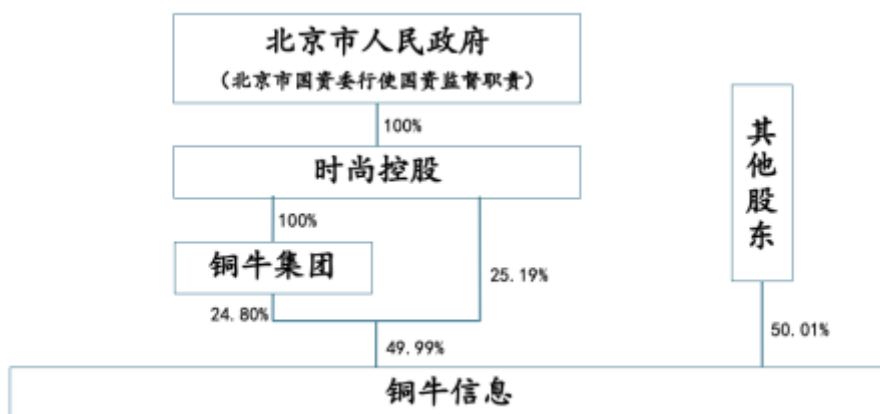 北京市人民政府
（北京市国资委行使国资监督职责）
100%
时尚控股
100%
铜牛集团
24.80%
25.19%
49.99%
其他股东
50.01%
铜牛信息